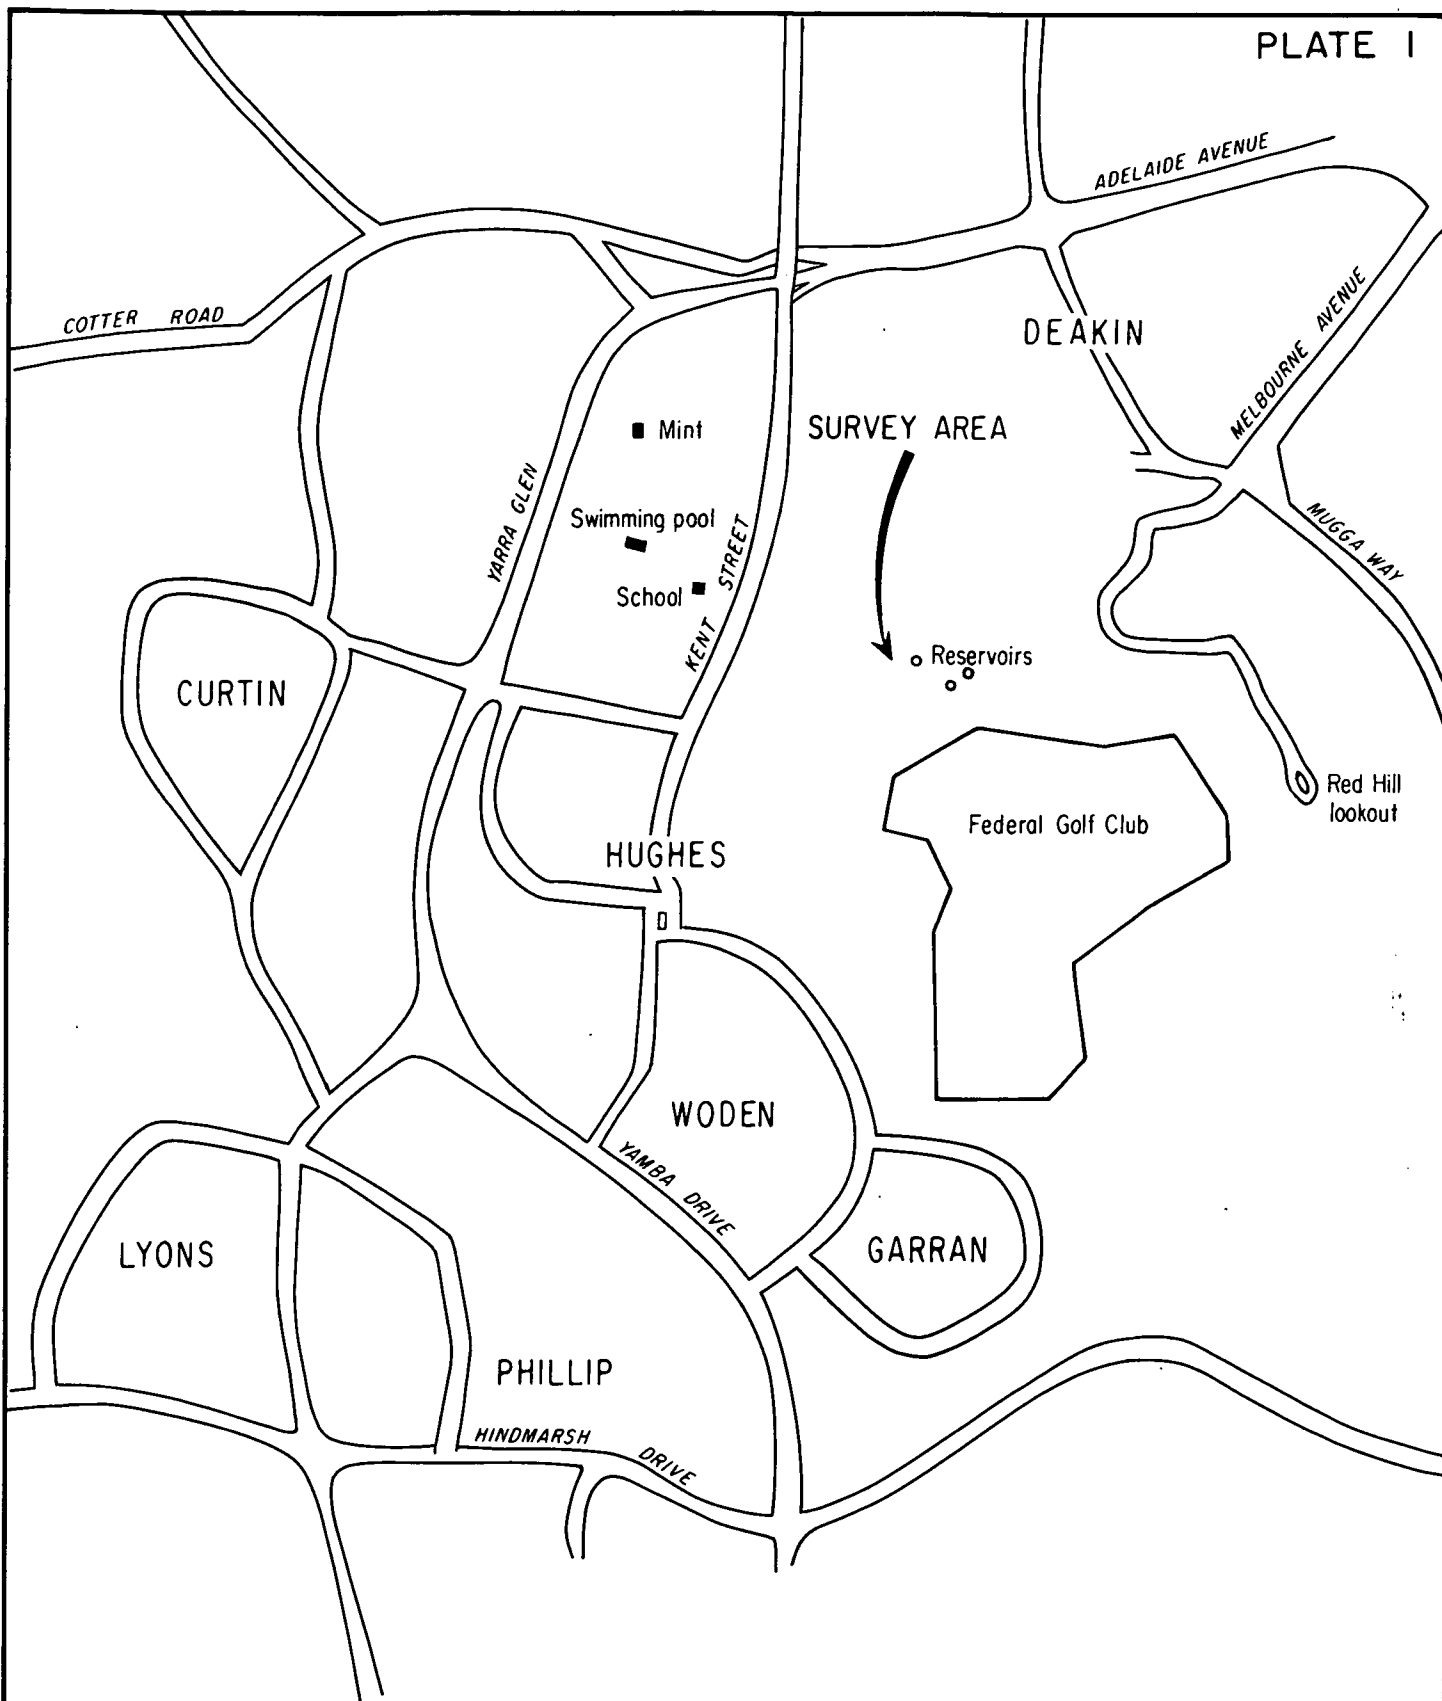 PLATE 1
ADELAIDE AVENUE
COTTER ROAD
DEAKIN
MELBOURNE AVENUE
SURVEY AREA
Mint
YARRA GLEN
Swimming pool
KENT STREET
School
MUGGA WAY
Reservoirs
CURTIN
Red Hill
lookout
Federal Golf Club
HUGHES
WODEN
YAMBA DRIVE
LYONS
GARRAN
PHILLIP
HINDMARSH DRIVE